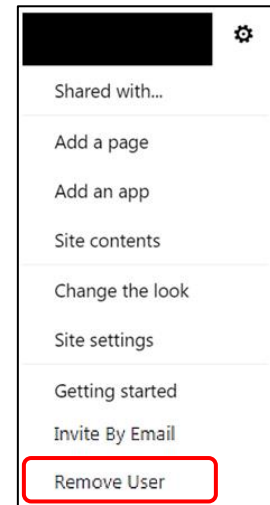 Shared with...
Add a page
Add an app
Site contents
Change the look
Site settings
Getting started
Invite By Email
Remove User